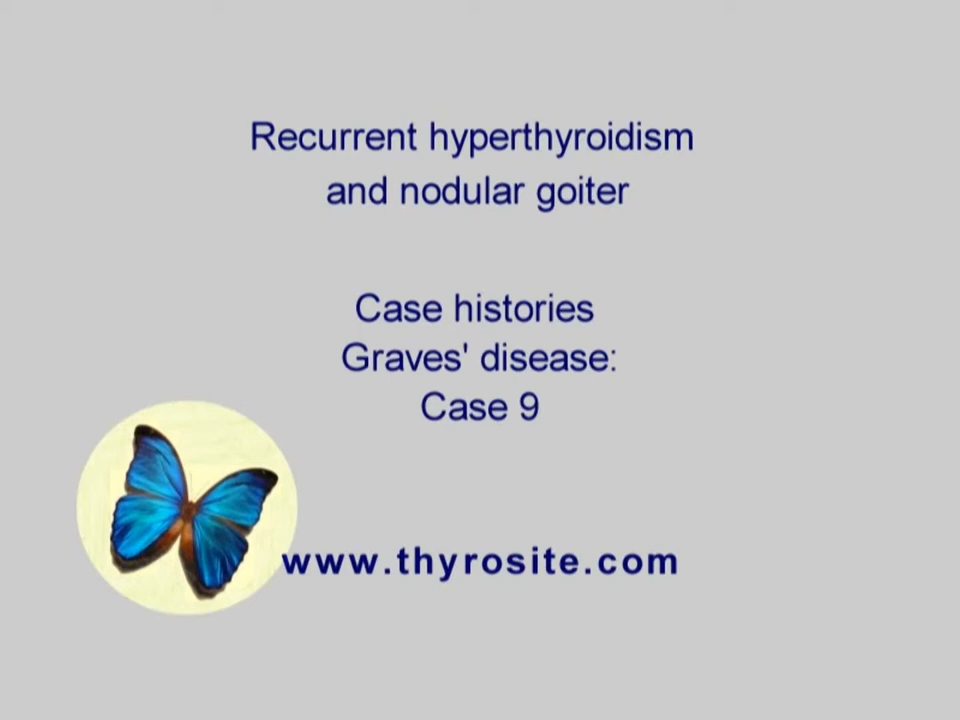 Recurrent hyperthyroidism
and nodular goiter
Case histories
Graves' disease:
Case 9
www.thyrosite.com